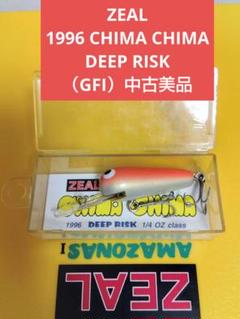 ZEAL
1996 CHIMA CHIMA
DEEP RISK
（GFI）中古美品
ZEAL
CHIMA CHIMA
1996 DEEP RISK 1/4 OZ class
AMAZONAS I
ZEAL